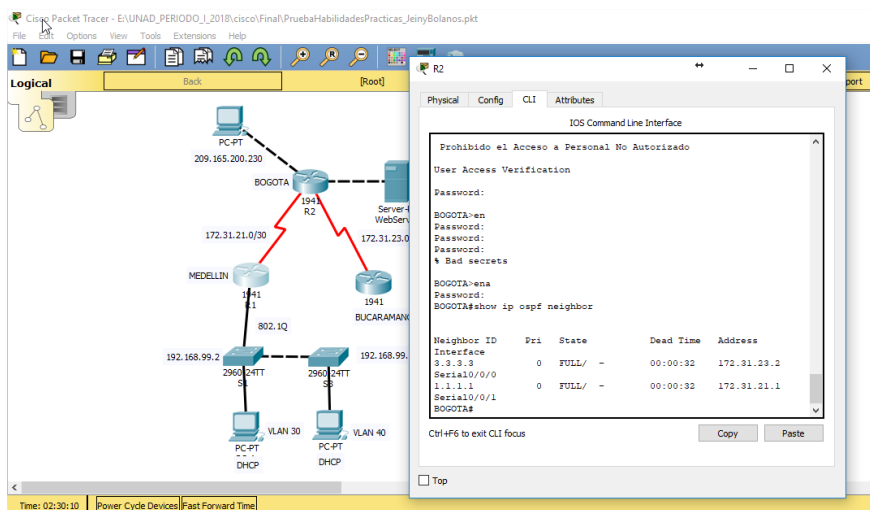 Cisco Packet Tracer - E:\UNAD_PERIODO_I_2018\cisco\Final\PruebaHabilidadesPracticas_JeinyBolanos.pkt
File Edit Options View Tools Extensions Help
Logical
Back
[Root]
port
PC-PT
209.165.200.230
BOGOTA
1941
R2
Server-
WebServ
172.31.21.0/30
172.31.23.0
MEDELLIN
1941
R1
1941
BUCARAMANG
802.1Q
192.168.99.2
192.168.99.
2960-24TT
S1
2960-24TT
S3
VLAN 30
VLAN 40
PC-PT
PC-PT
DHCP
DHCP
Time: 02:30:10
Power Cycle Devices
Fast Forward Time
R2
Physical Config CLI Attributes
IOS Command Line Interface
Prohibido el Acceso a Personal No Autorizado
User Access Verification
Password:
BOGOTA>en
Password:
Password:
Password:
% Bad secrets
BOGOTA>ena
Password:
BOGOTA#show ip ospf neighbor
Neighbor ID Pri State Dead Time Address
Interface
3.3.3.3 0 FULL/ - 00:00:32 172.31.23.2
Serial0/0/0
1.1.1.1 0 FULL/ - 00:00:32 172.31.21.1
Serial0/0/1
BOGOTA#
Ctrl+F6 to exit CLI focus
Copy
Paste
Top